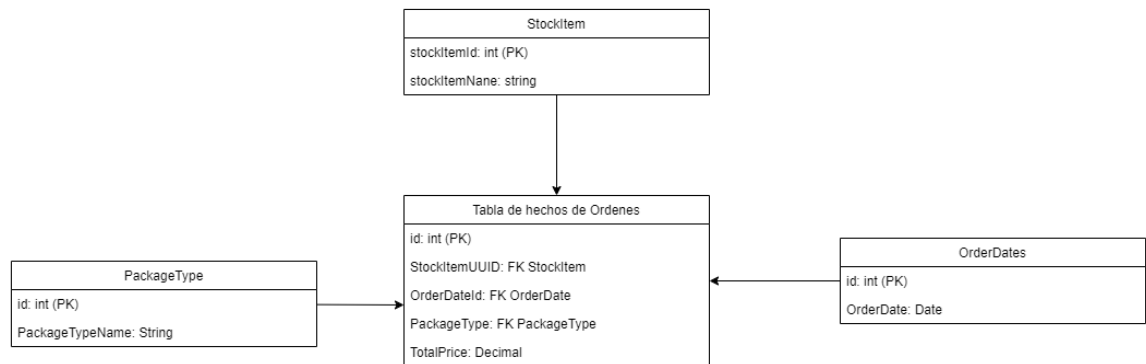 StockItem
stockItemId: int (PK)
stockItemNane: string
Tabla de hechos de Ordenes
id: int (PK)
StockItemUUID: FK StockItem
OrderDateId: FK OrderDate
PackageType: FK PackageType
TotalPrice: Decimal
PackageType
id: int (PK)
PackageTypeName: String
OrderDates
id: int (PK)
OrderDate: Date